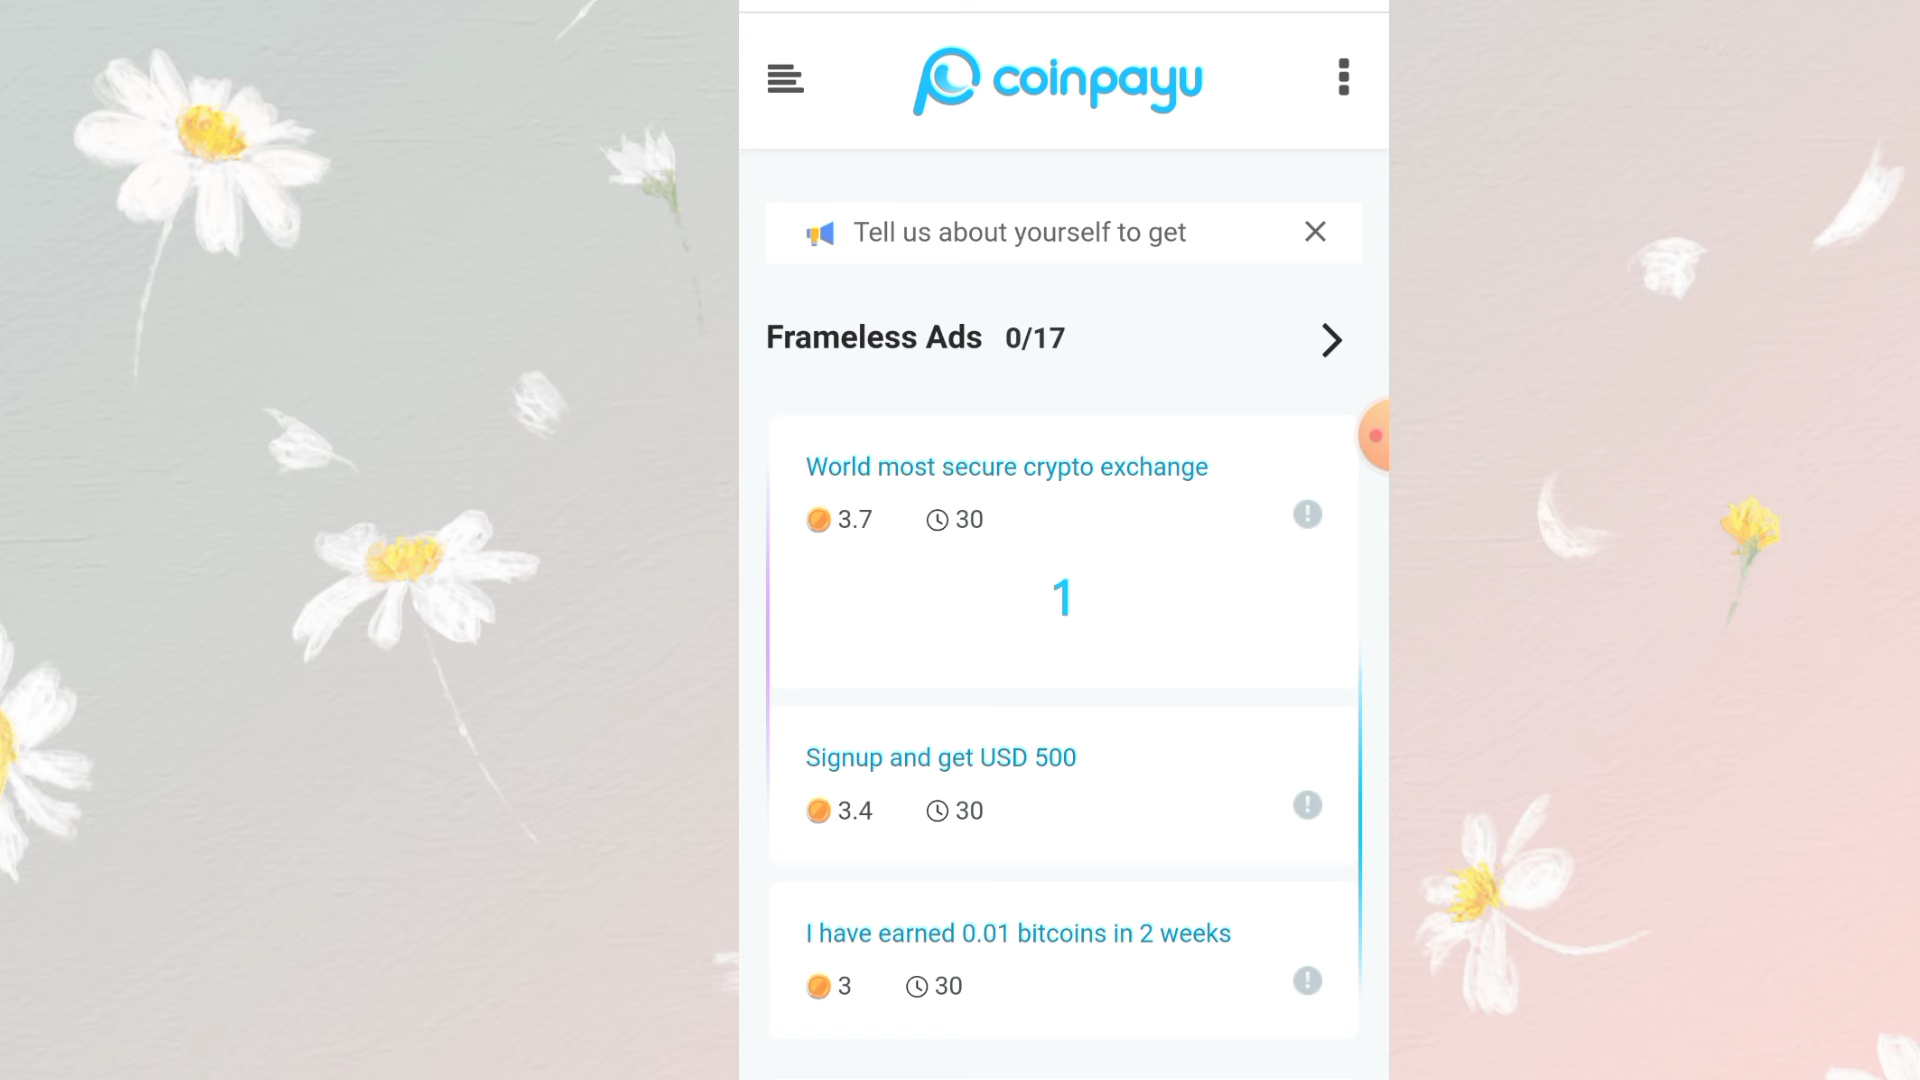 coinpayu
Tell us about yourself to get
Frameless Ads 0/17
World most secure crypto exchange
3.7 30
1
Signup and get USD 500
3.4 30
I have earned 0.01 bitcoins in 2 weeks
3 30